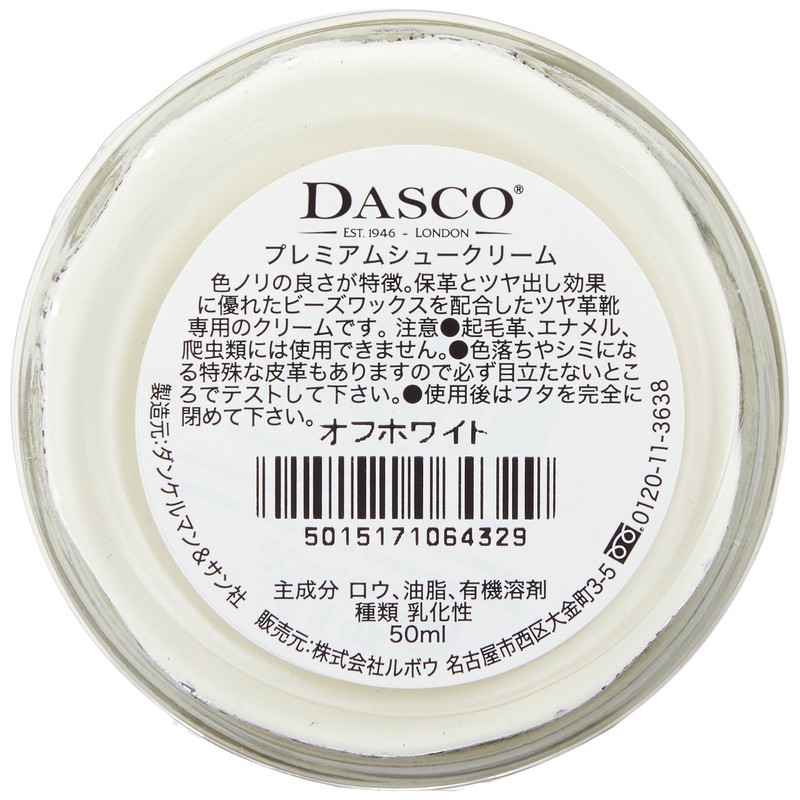 DASCO®
EST. 1946 - LONDON
プレミアムシュークリーム
色ノリの良さが特徴。保革とツヤ出し効果
に優れたビーズワックスを配合したツヤ革靴
専用のクリームです。注意●起毛革、エナメル、
爬虫類には使用できません。●色落ちやシミにな
る特殊な皮革もありますので必ず目立たないとこ
ろでテストして下さい。●使用後はフタを完全に
閉めて下さい。
オフホワイト
5015171064329
主成分 ロウ、油脂、有機溶剤
種類 乳化性
50ml
製造元:ダンケルマン&サン社
販売元:株式会社ルボウ 名古屋市西区大金町3-5 0120-11-3638